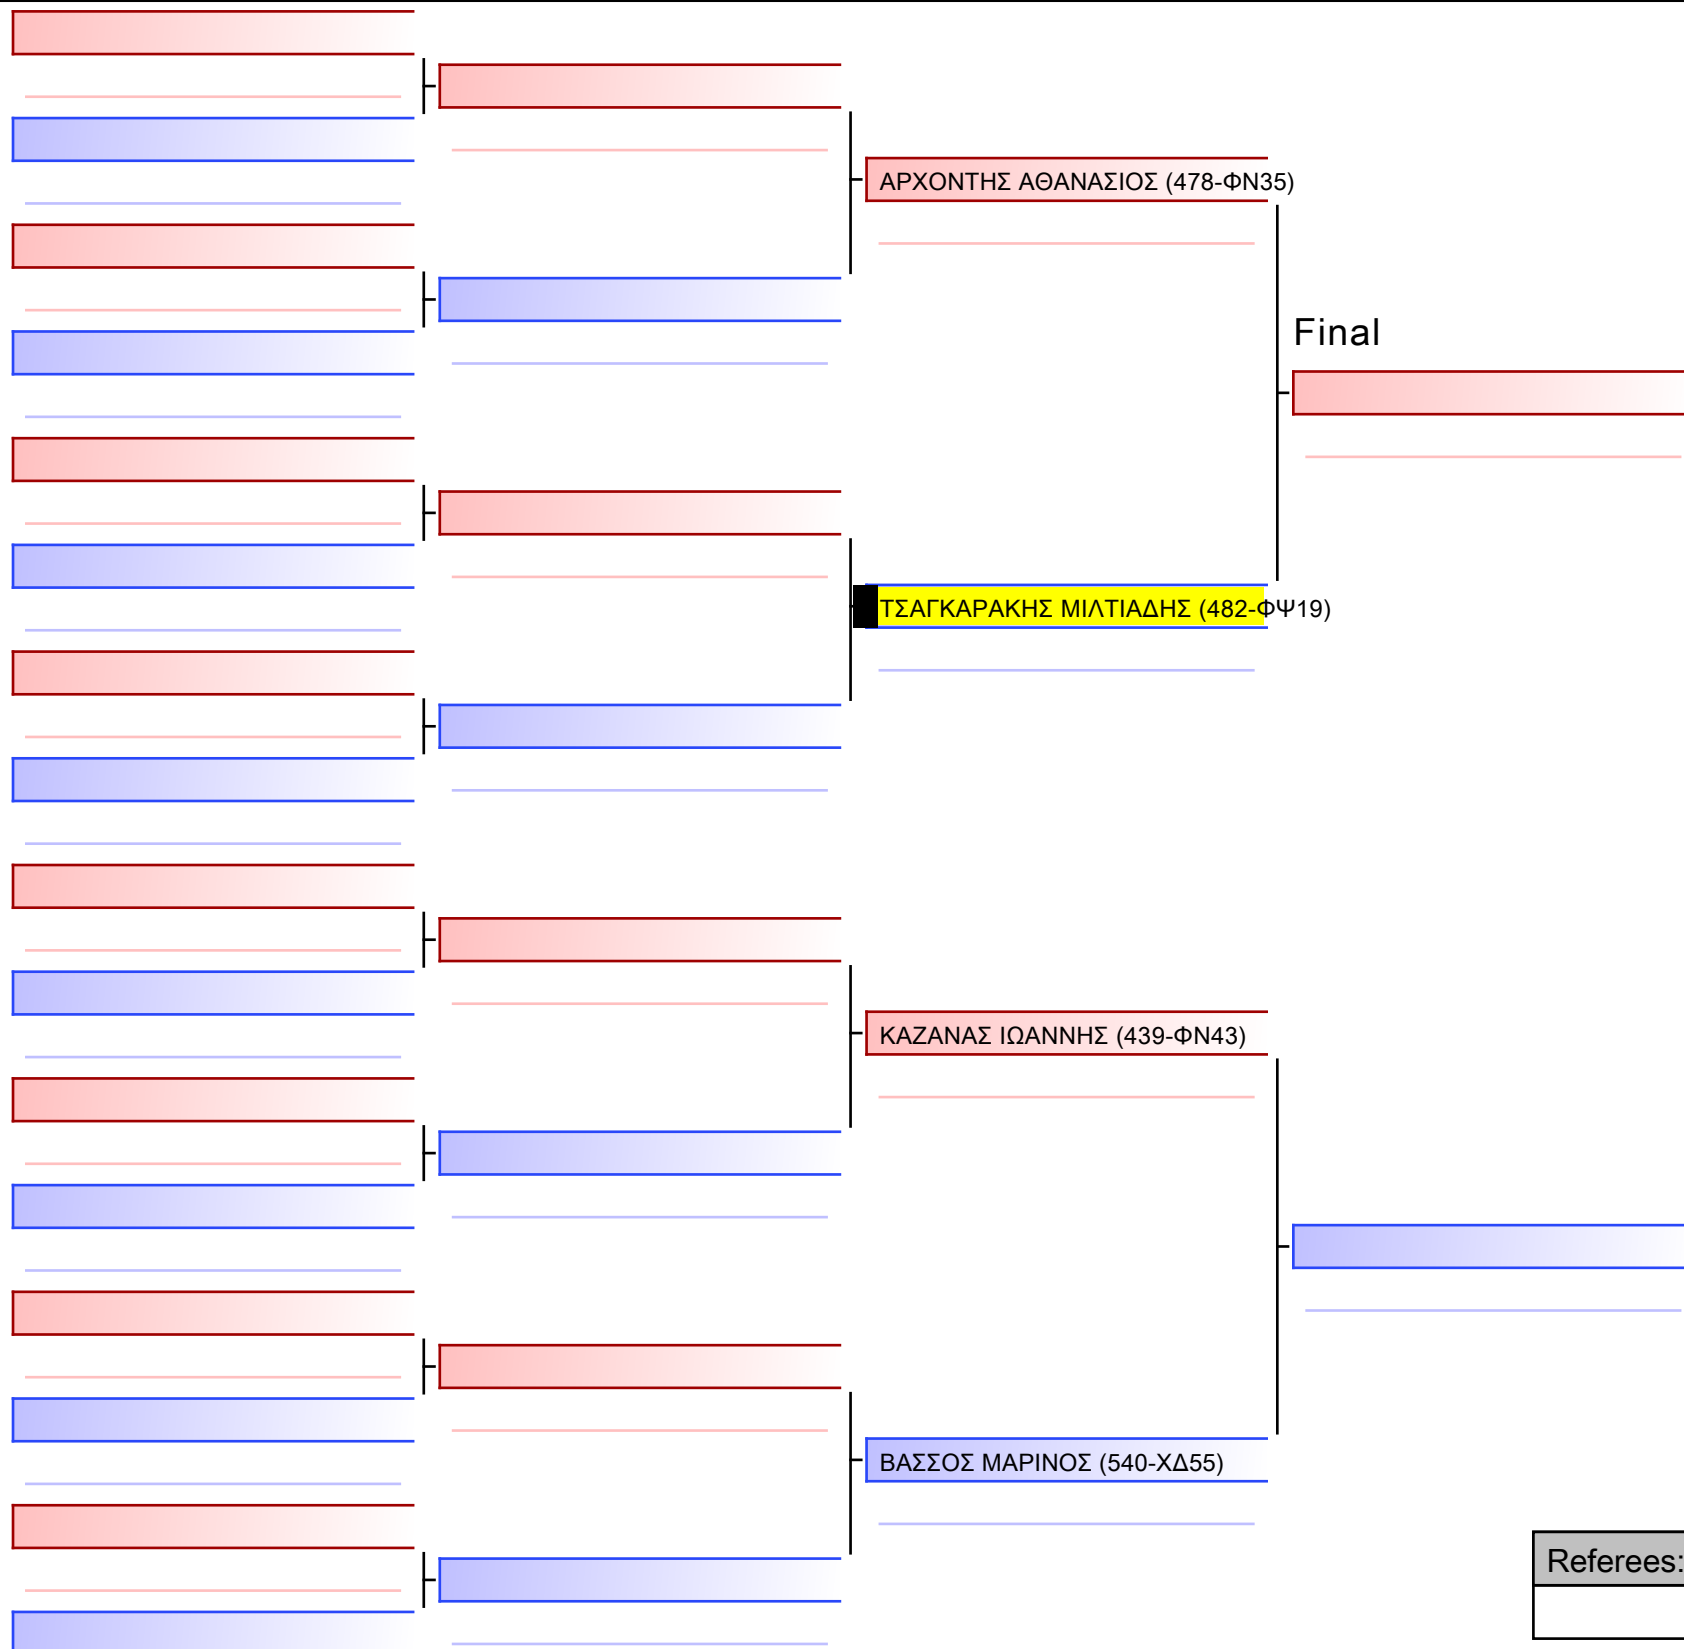 ΑΡΧΟΝΤΗΣ ΑΘΑΝΑΣΙΟΣ (478-ΦΝ35)
Final
ΤΣΑΓΚΑΡΑΚΗΣ ΜΙΛΤΙΑΔΗΣ (482-ΦΨ19)
ΚΑΖΑΝΑΣ ΙΩΑΝΝΗΣ (439-ΦΝ43)
ΒΑΣΣΟΣ ΜΑΡΙΝΟΣ (540-ΧΔ55)
Referees: